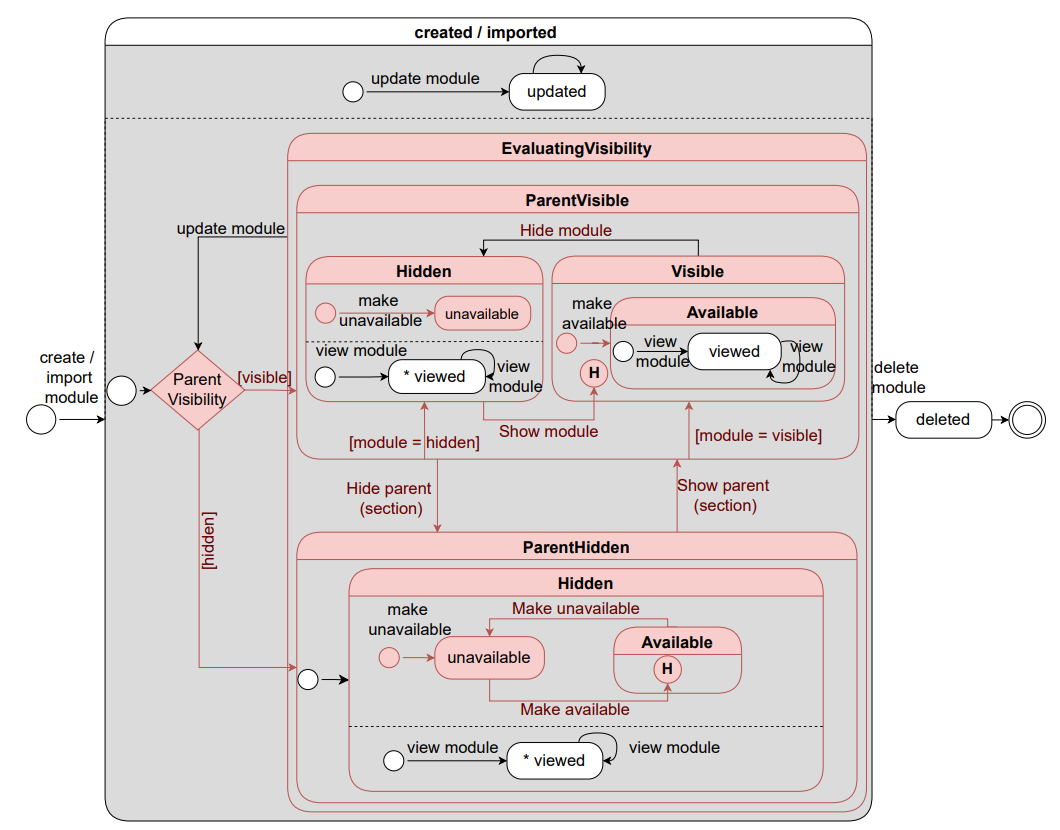 created / imported
update module
updated
EvaluatingVisibility
ParentVisible
update module
Hide module
Hidden
Visible
make
unavailable
unavailable
make
available
Available
view module
* viewed
view
module
view
module
viewed
view
module
H
create /
import
module
Parent
Visibility
[visible]
delete
module
deleted
Show module
[module = hidden]
[module = visible]
Hide parent
(section)
Show parent
(section)
[hidden]
ParentHidden
Hidden
make
unavailable
Make unavailable
unavailable
Available
H
Make available
view module
* viewed
view module